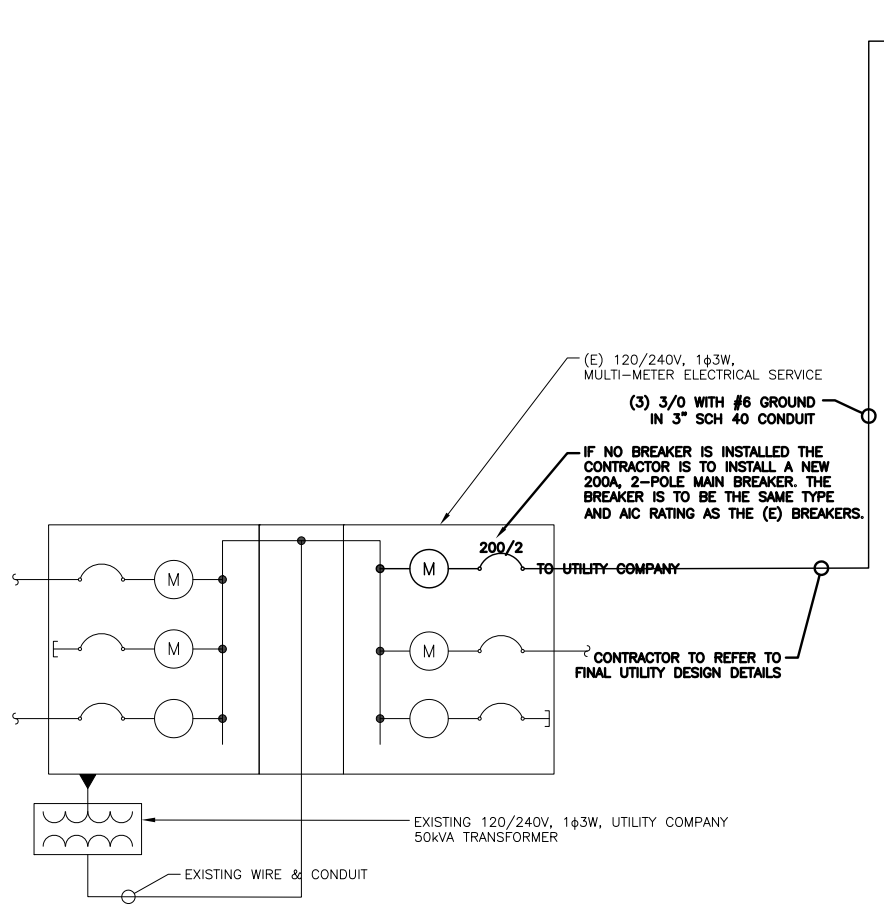 (E) 120/240V, 1ϕ3W,
MULTI-METER ELECTRICAL SERVICE
(3) 3/0 WITH #6 GROUND
IN 3" SCH 40 CONDUIT
IF NO BREAKER IS INSTALLED THE
CONTRACTOR IS TO INSTALL A NEW
200A, 2-POLE MAIN BREAKER. THE
BREAKER IS TO BE THE SAME TYPE
AND AIC RATING AS THE (E) BREAKERS.
200/2
M
TO UTILITY COMPANY
M
M
M
CONTRACTOR TO REFER TO
FINAL UTILITY DESIGN DETAILS
EXISTING 120/240V, 1ϕ3W, UTILITY COMPANY
50kVA TRANSFORMER
EXISTING WIRE & CONDUIT